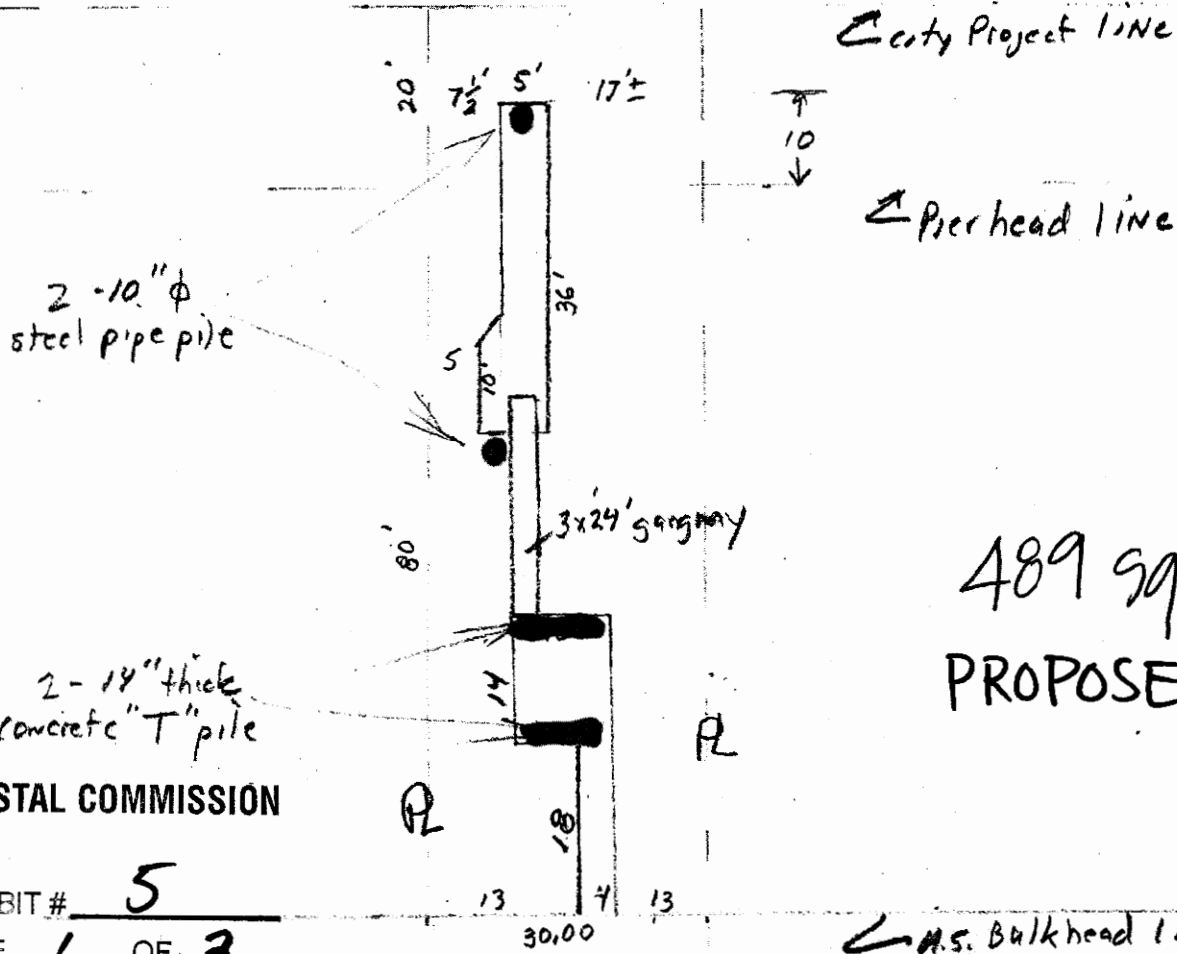 city Project line
20' 7½' 5' 17'±
10
Pierhead line
2 - 10" ϕ
steel pipe pile
36'
5
10'
3x24' gangway
80'
489 sq
PROPOSE
2 - 14" thick
concrete "T" pile
14
PL
STAL COMMISSION
PL
18
BIT # 5
13 4 13
OF
30,00
U.S. Bulkhead l